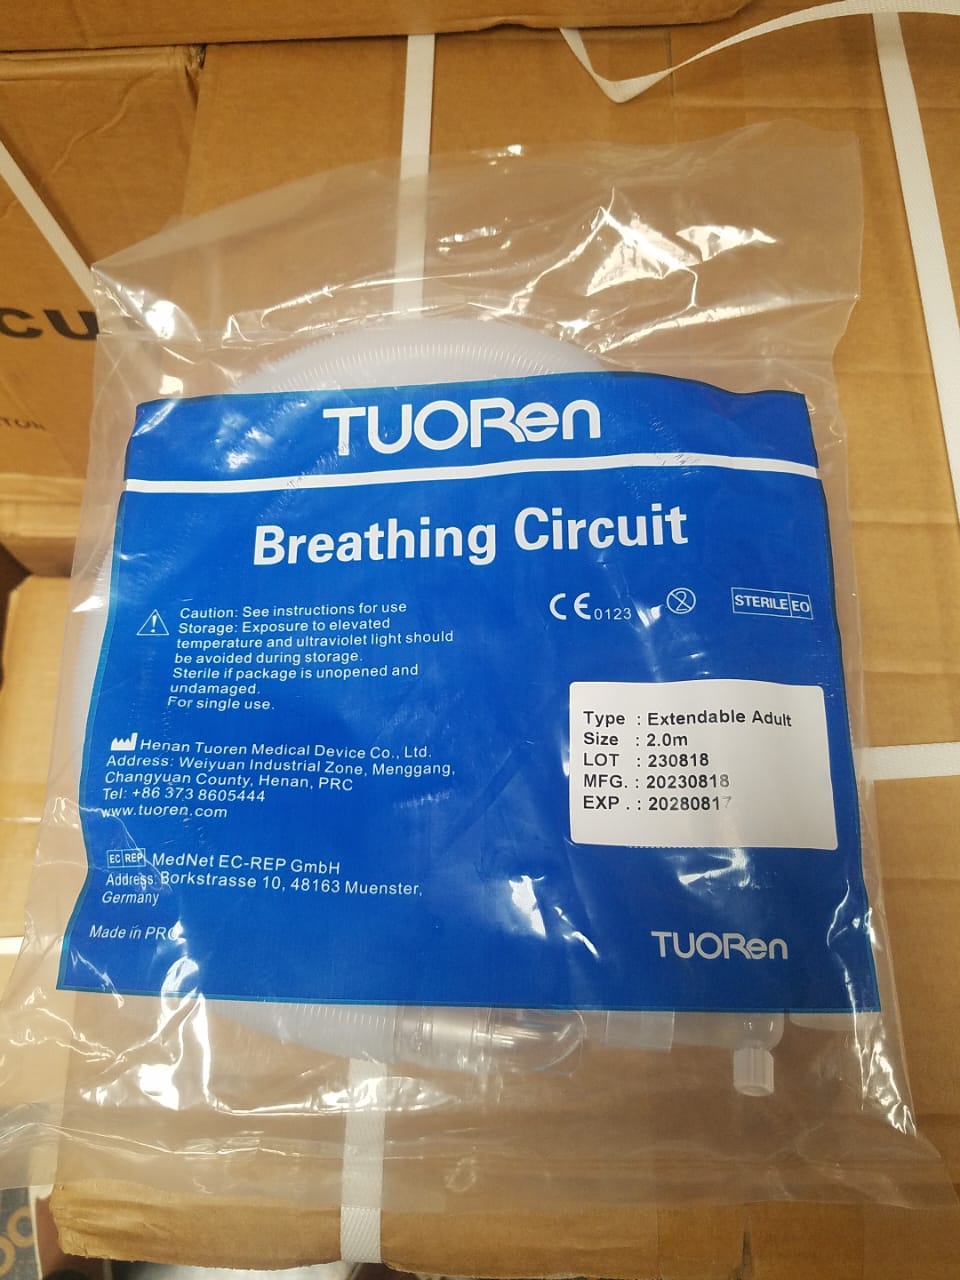 TUORen
Breathing Circuit
Caution: See instructions for use
Storage: Exposure to elevated
temperature and ultraviolet light should
be avoided during storage.
Sterile if package is unopened and
undamaged.
For single use.
CE 0123
2
STERILE EO
Type : Extendable Adult
Size : 2.0m
LOT : 230818
MFG. : 20230818
EXP . : 20280817
Henan Tuoren Medical Device Co., Ltd.
Address: Weiyuan Industrial Zone, Menggang,
Changyuan County, Henan, PRC
Tel: +86 373 8605444
www.tuoren.com
EC REP MedNet EC-REP GmbH
Address: Borkstrasse 10, 48163 Muenster,
Germany
Made in PRC
TUORen
CU